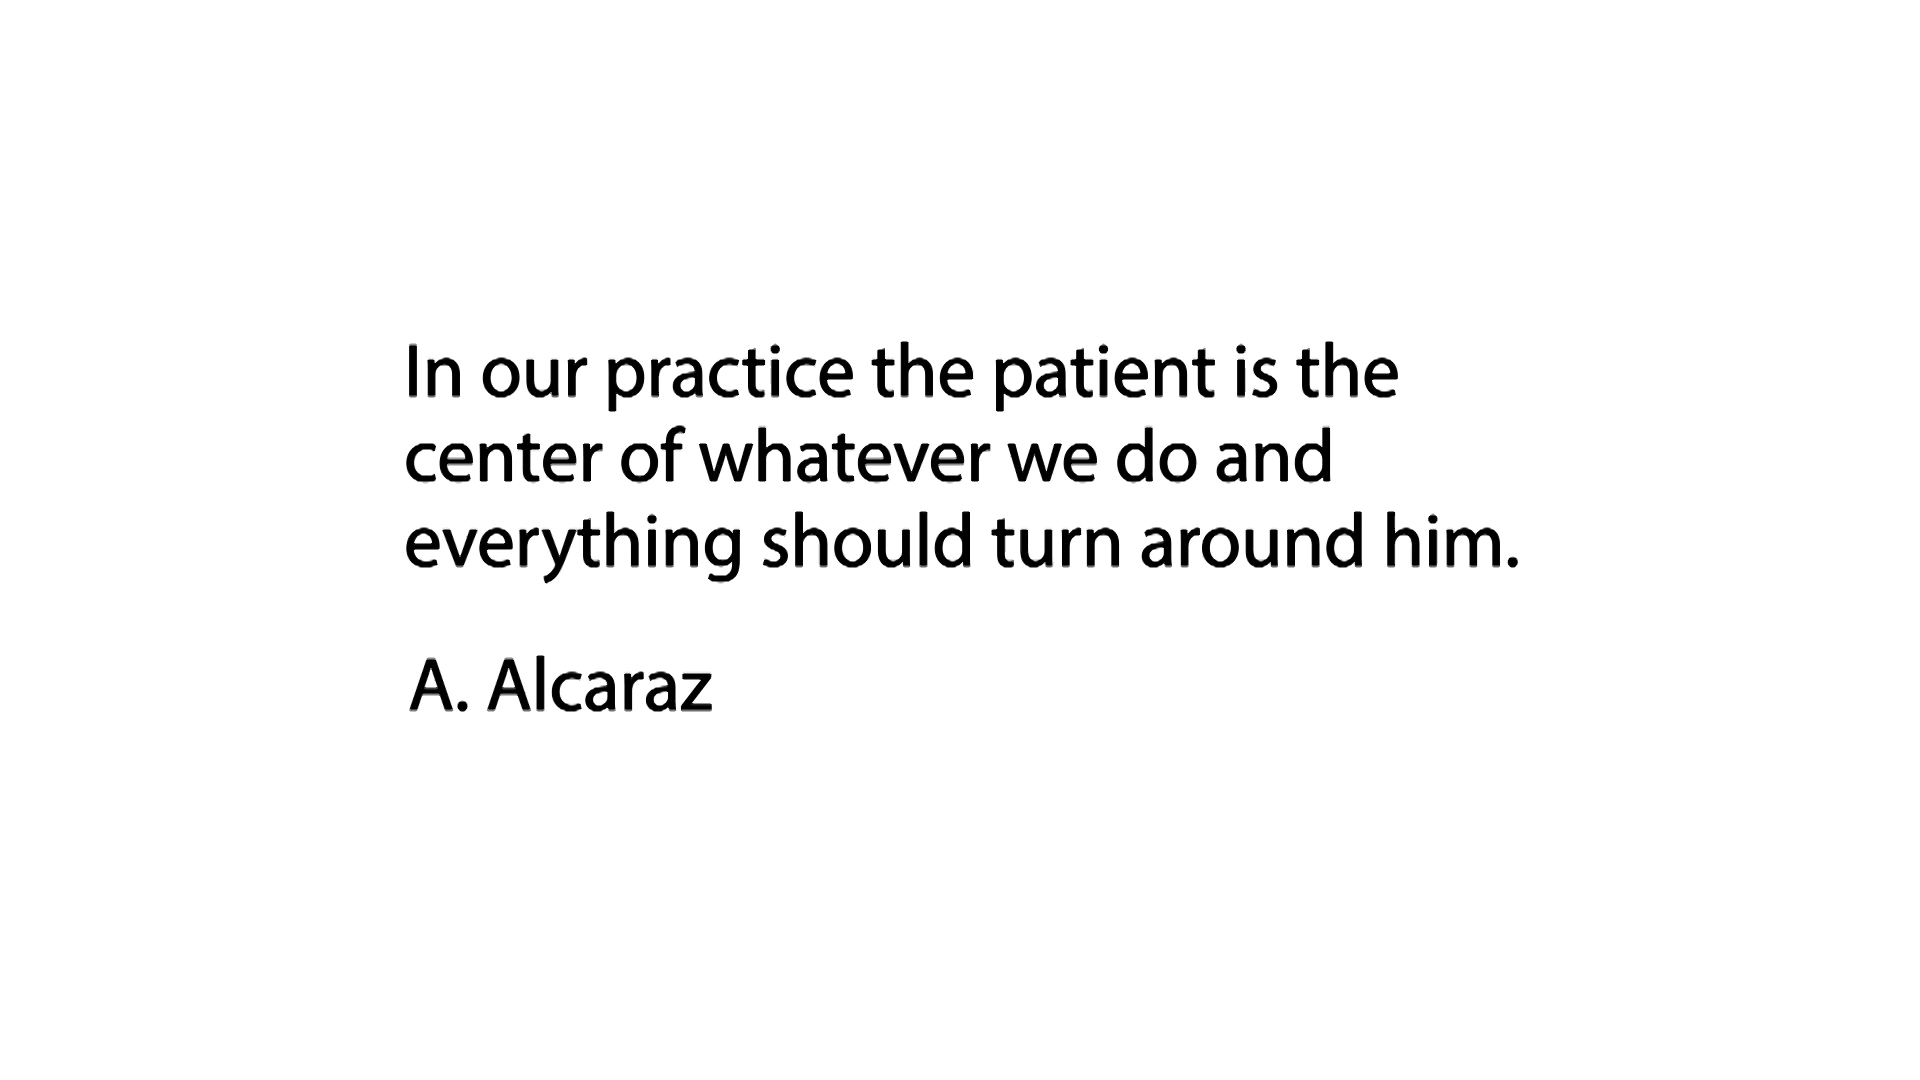 In our practice the patient is the
center of whatever we do and
everything should turn around him.
A. Alcaraz